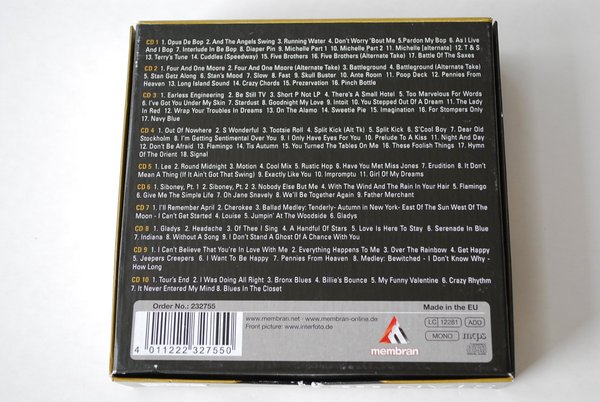 CD 1 1. Opus De Bop 2. And The Angels Swing 3. Running Water 4. Don't Worry 'Bout Me 5.Pardon My Bop 6. As I Live
And I Bop 7. Interlude In Be Bop 8. Diaper Pin 9. Michelle Part 1 10. Michelle Part 2 11. Michelle [alternate] 12. T & S
13. Terry's Tune 14. Cuddles (Speedway) 15. Five Brothers 16. Five Brothers (Alternate Take) 17. Battle Of The Saxes
CD 2 1. Four And One Moore 2. Four And One Moore (Alternate Take) 3. Battleground 4. Battleground (Alternate Take)
5. Stan Getz Along 6. Stan's Mood 7. Slow 8. Fast 9. Skull Buster 10. Ante Room 11. Poop Deck 12. Pennies From
Heaven 13. Long Island Sound 14. Crazy Chords 15. Prezervation 16. Pinch Bottle
CD 3 1. Earless Engineering 2. Be Still TV 3. Short P Not LP 4. There's A Small Hotel 5. Too Marvelous For Words
6. I've Got You Under My Skin 7. Stardust 8. Goodnight My Love 9. Intoit 10. You Stepped Out Of A Dream 11. The Lady
In Red 12. Wrap Your Troubles In Dreams 13. On The Alamo 14. Sweetie Pie 15. Imagination 16. For Stompers Only
17. Navy Blue
CD 4 1. Out Of Nowhere 2. S Wonderful 3. Tootsie Roll 4. Split Kick (Alt Tk) 5. Split Kick 6. S'Cool Boy 7. Dear Old
Stockholm 8. I'm Getting Sentimental Over You 9. I Only Have Eyes For You 10. Prelude To A Kiss 11. Night And Day
12. Don't Be Afraid 13. Flamingo 14. Tis Autumn 15. You Turned The Tables On Me 16. These Foolish Things 17. Hymn
Of The Orient 18. Signal
CD 5 1. Lee 2. Round Midnight 3. Motion 4. Cool Mix 5. Rustic Hop 6. Have You Met Miss Jones 7. Erudition 8. It Don't
Mean A Thing (If It Ain't Got That Swing) 9. Exactly Like You 10. Impromptu 11. Girl Of My Dreams
CD 6 1. Siboney, Pt. 1 2. Siboney, Pt. 2 3. Nobody Else But Me 4. With The Wind And The Rain In Your Hair 5. Flamingo
6. Give Me The Simple Life 7. Oh Jane Snavely 8. We'll Be Together Again 9. Father Merchant
CD 7 1. I'll Remember April 2. Cherokee 3. Ballad Medley: Tenderly- Autumn in New York- East Of The Sun West Of The
Moon - I Can't Get Started 4. Louise 5. Jumpin' At The Woodside 6. Gladys
CD 8 1. Gladys 2. Headache 3. Of Thee I Sing 4. A Handful Of Stars 5. Love Is Here To Stay 6. Serenade In Blue
7. Indiana 8. Without A Song 9. I Don't Stand A Ghost Of A Chance With You
CD 9 1. I Can't Believe That You're In Love With Me 2. Everything Happens To Me 3. Over The Rainbow 4. Get Happy
5. Jeepers Creepers 6. I Want To Be Happy 7. Pennies From Heaven 8. Medley: Bewitched - I Don't Know Why -
How Long
CD 10 1. Tour's End 2. I Was Doing All Right 3. Bronx Blues 4. Billie's Bounce 5. My Funny Valentine 6. Crazy Rhythm
7. It Never Entered My Mind 8. Blues In The Closet
Order No.: 232755
Made in the EU
www.membran.net - www.membran-online.de
Front picture: www.interfoto.de
LC 12281 ADD
MONO mcps
membran
4 011222 327550